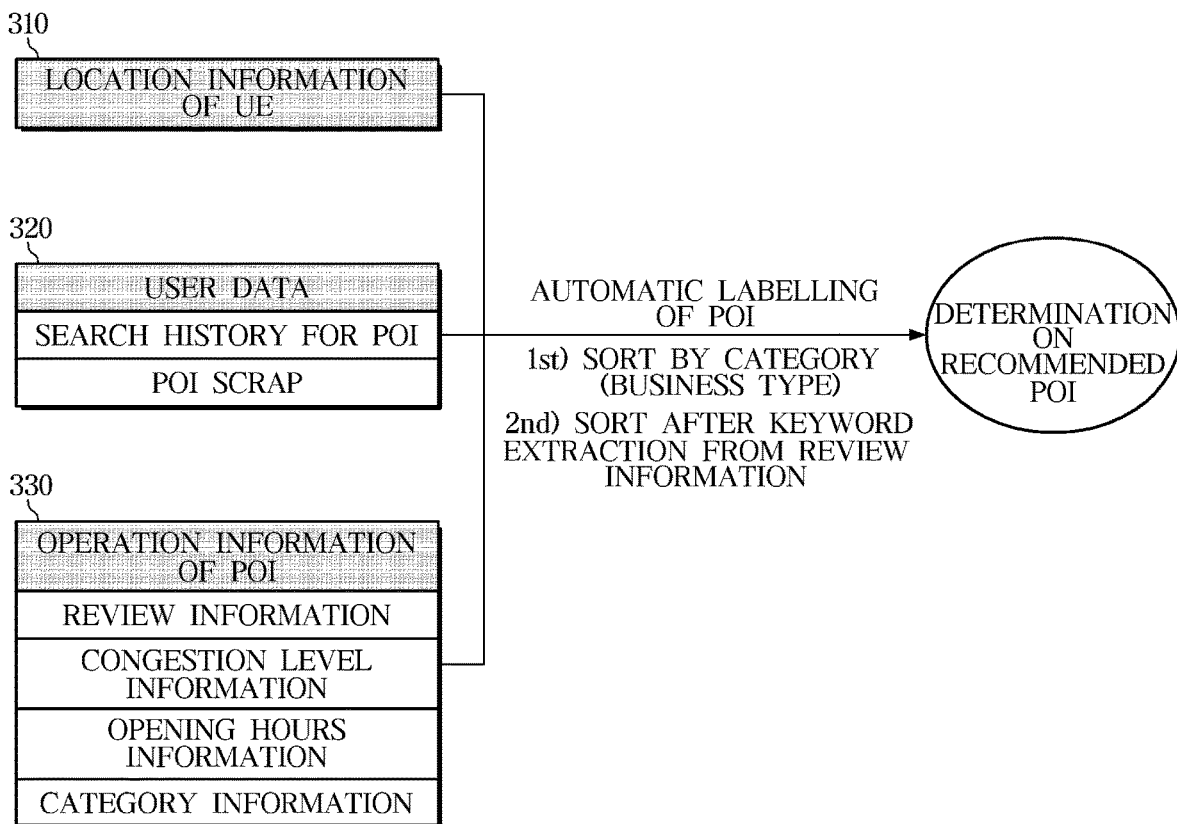 310
LOCATION INFORMATION
OF UE
320
USER DATA
SEARCH HISTORY FOR POI
POI SCRAP
330
OPERATION INFORMATION
OF POI
REVIEW INFORMATION
CONGESTION LEVEL
INFORMATION
OPENING HOURS
INFORMATION
CATEGORY INFORMATION
AUTOMATIC LABELLING
OF POI
1st) SORT BY CATEGORY
(BUSINESS TYPE)
2nd) SORT AFTER KEYWORD
EXTRACTION FROM REVIEW
INFORMATION
DETERMINATION
ON
RECOMMENDED
POI